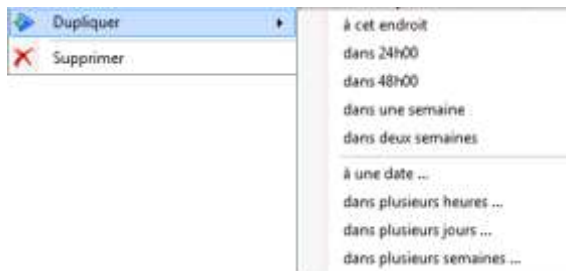 Dupliquer
Supprimer
à cet endroit
dans 24h00
dans 48h00
dans une semaine
dans deux semaines
à une date ...
dans plusieurs heures ...
dans plusieurs jours ...
dans plusieurs semaines ...